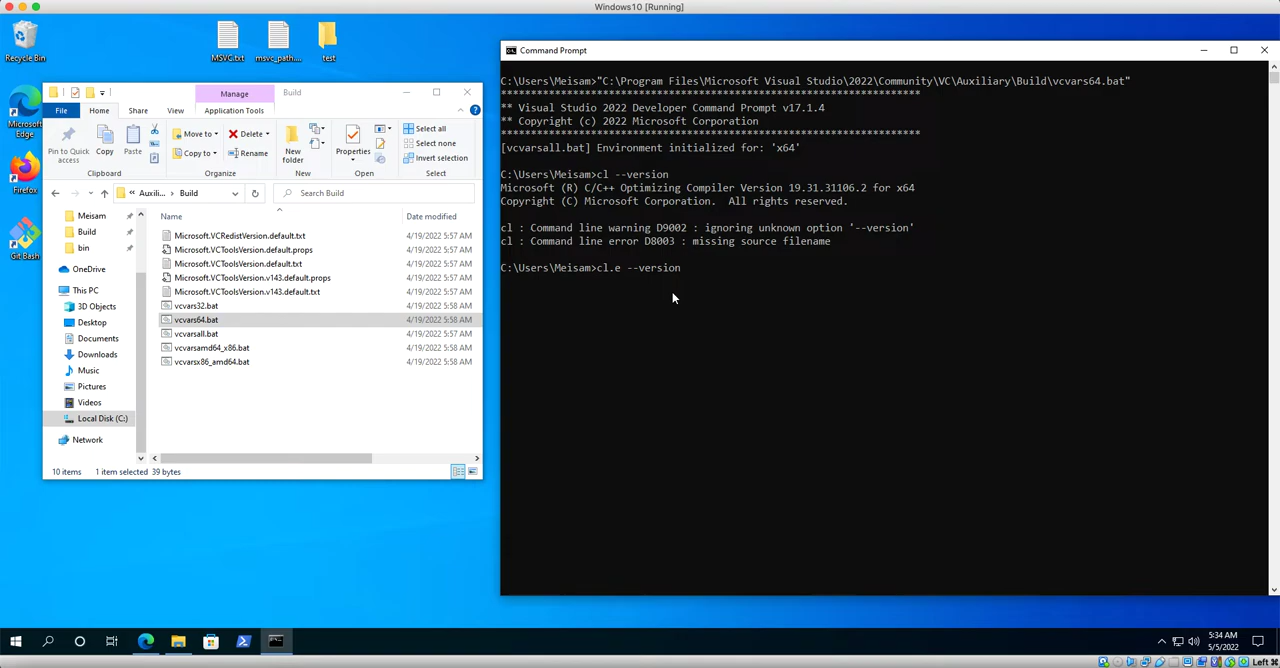 Windows10 [Running]
Recycle Bin
MSVC.txt
msvc_path....
test
Microsoft Edge
Firefox
Git Bash
Manage
Build
File
Home
Share
View
Application Tools
Pin to Quick access
Copy
Paste
Clipboard
Move to
Copy to
Delete
Rename
Organize
New folder
New
Properties
Open
Select all
Select none
Invert selection
Select
« Auxili... › Build
Search Build
Meisam
Build
bin
OneDrive
This PC
3D Objects
Desktop
Documents
Downloads
Music
Pictures
Videos
Local Disk (C:)
Network
Name Date modified
Microsoft.VCRedistVersion.default.txt 4/19/2022 5:57 AM
Microsoft.VCToolsVersion.default.props 4/19/2022 5:57 AM
Microsoft.VCToolsVersion.default.txt 4/19/2022 5:57 AM
Microsoft.VCToolsVersion.v143.default.props 4/19/2022 5:57 AM
Microsoft.VCToolsVersion.v143.default.txt 4/19/2022 5:57 AM
vcvars32.bat 4/19/2022 5:58 AM
vcvars64.bat 4/19/2022 5:58 AM
vcvarsall.bat 4/19/2022 5:57 AM
vcvarsamd64_x86.bat 4/19/2022 5:58 AM
vcvarsx86_amd64.bat 4/19/2022 5:58 AM
10 items 1 item selected 39 bytes
Command Prompt
C:\Users\Meisam>"C:\Program Files\Microsoft Visual Studio\2022\Community\VC\Auxiliary\Build\vcvars64.bat"
**********************************************************************
** Visual Studio 2022 Developer Command Prompt v17.1.4
** Copyright (c) 2022 Microsoft Corporation
**********************************************************************
[vcvarsall.bat] Environment initialized for: 'x64'
C:\Users\Meisam>cl --version
Microsoft (R) C/C++ Optimizing Compiler Version 19.31.31106.2 for x64
Copyright (C) Microsoft Corporation.  All rights reserved.
cl : Command line warning D9002 : ignoring unknown option '--version'
cl : Command line error D8003 : missing source filename
C:\Users\Meisam>cl.e --version
5:34 AM
5/5/2022
Left ⌘